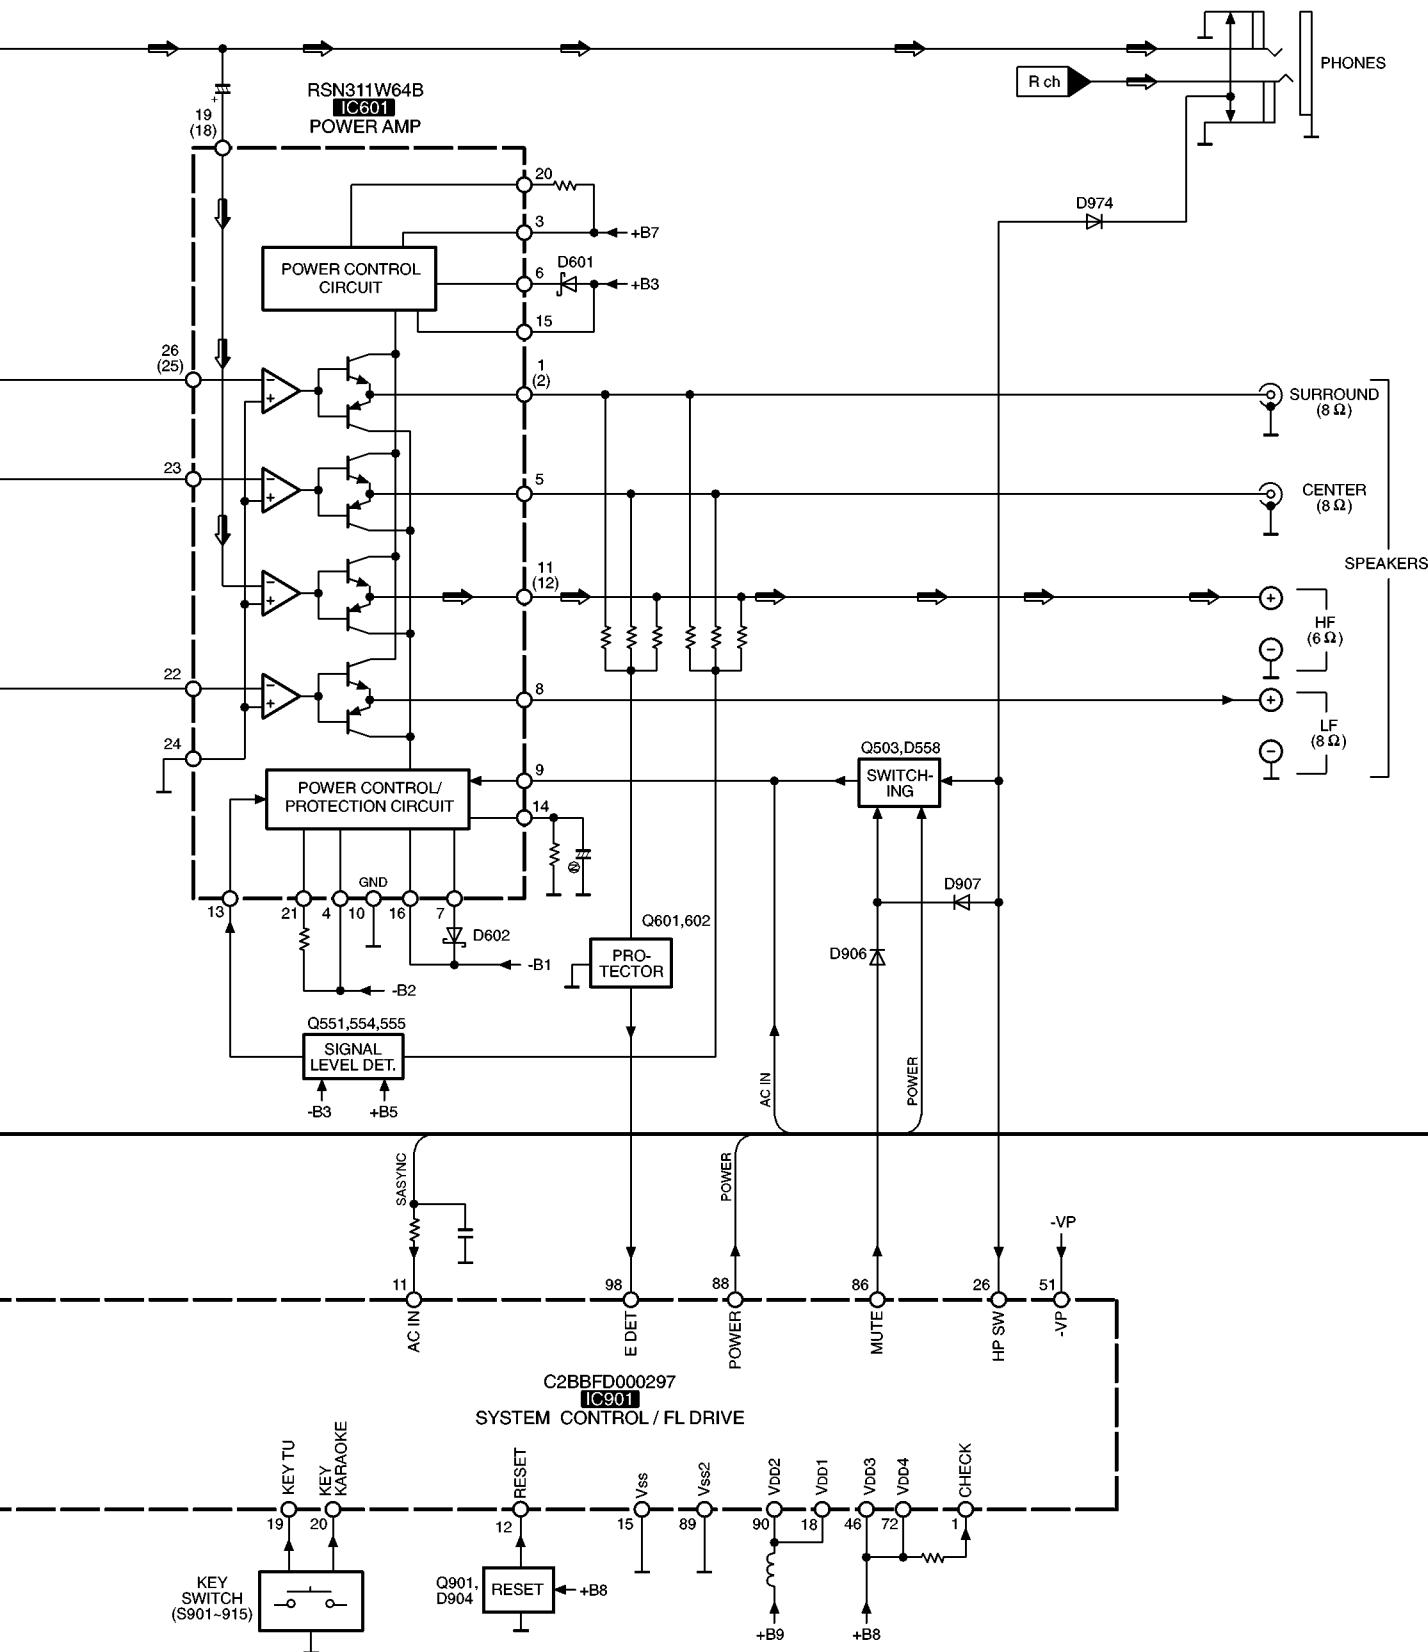 PHONES
R ch
RSN311W64B
IC601
POWER AMP
19
(18)
+
20
D974
3
+B7
POWER CONTROL
CIRCUIT
6
D601
+B3
15
26
(25)
1
(2)
SURROUND
(8Ω)
- +
23
5
CENTER
(8Ω)
- +
SPEAKERS
11
(12)
- +
+
HF
(6Ω)
-
22
8
- +
+
LF
(8Ω)
-
24
Q503,D558
SWITCH-
ING
9
POWER CONTROL/
PROTECTION CIRCUIT
14
GND
D907
13
21
4
10
16
7
D602
Q601,602
PRO-
TECTOR
D906
-B1
-B2
Q551,554,555
SIGNAL
LEVEL DET.
-B3
+B5
AC IN
POWER
SASYNC
POWER
-VP
11
98
88
86
26
51
AC IN
E DET
POWER
MUTE
HP SW
-VP
C2BBFD000297
IC901
SYSTEM CONTROL / FL DRIVE
KEY TU
KEY
KARAOKE
RESET
Vss
Vss2
VDD2
VDD1
VDD3
VDD4
CHECK
19
20
12
15
89
90
18
46
72
1
KEY
SWITCH
(S901~915)
Q901,
D904
RESET
+B8
+B9
+B8